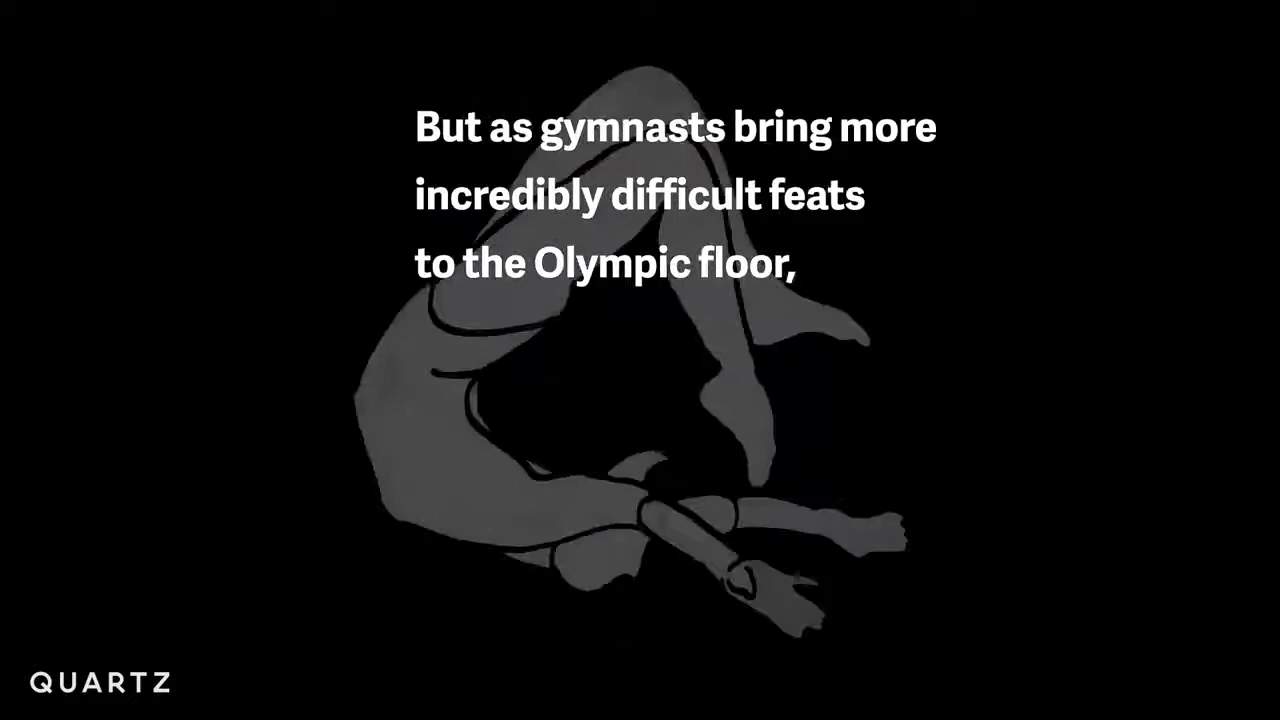 But as gymnasts bring more
incredibly difficult feats
to the Olympic floor,
QUARTZ